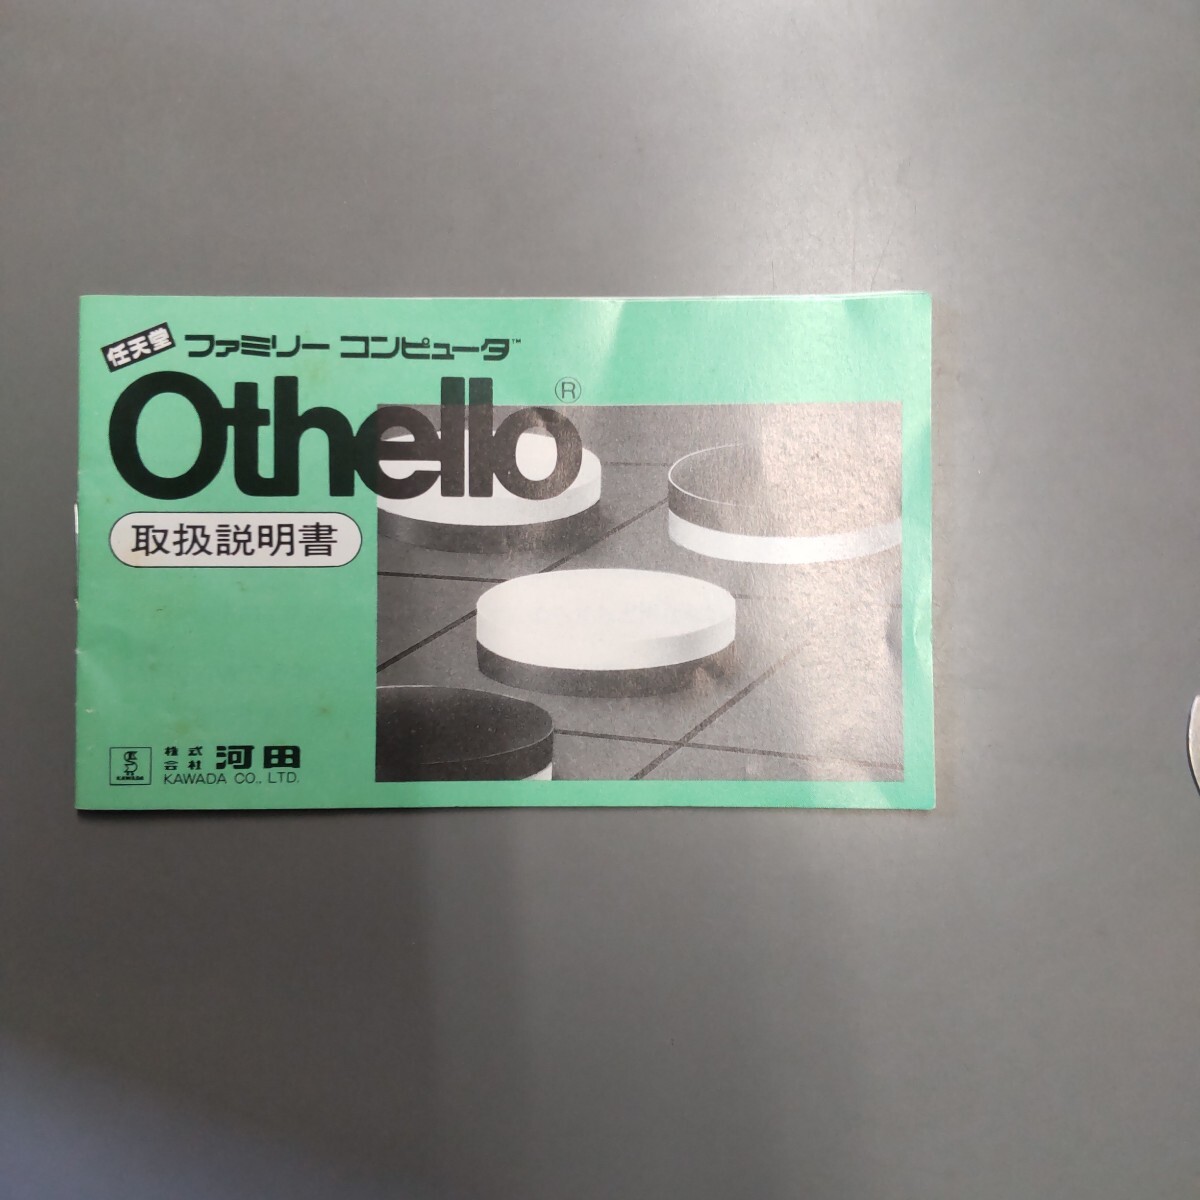 任天堂 ファミリー コンピュータ™
Othello®
取扱説明書
KAWADA
株式会社 河田
KAWADA CO., LTD.